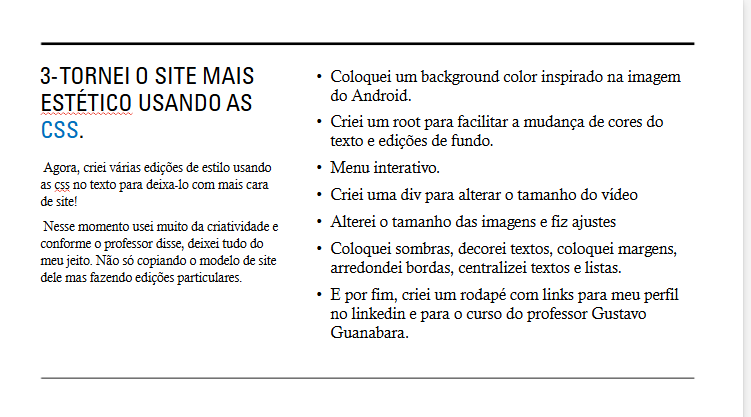 3-TORNEI O SITE MAIS
ESTÉTICO USANDO AS
CSS.
Agora, criei várias edições de estilo usando
as css no texto para deixa-lo com mais cara
de site!
Nesse momento usei muito da criatividade e
conforme o professor disse, deixei tudo do
meu jeito. Não só copiando o modelo de site
dele mas fazendo edições particulares.
• Coloquei um background color inspirado na imagem
do Android.
• Criei um root para facilitar a mudança de cores do
texto e edições de fundo.
• Menu interativo.
• Criei uma div para alterar o tamanho do vídeo
• Alterei o tamanho das imagens e fiz ajustes
• Coloquei sombras, decorei textos, coloquei margens,
arredondei bordas, centralizei textos e listas.
• E por fim, criei um rodapé com links para meu perfil
no linkedin e para o curso do professor Gustavo
Guanabara.